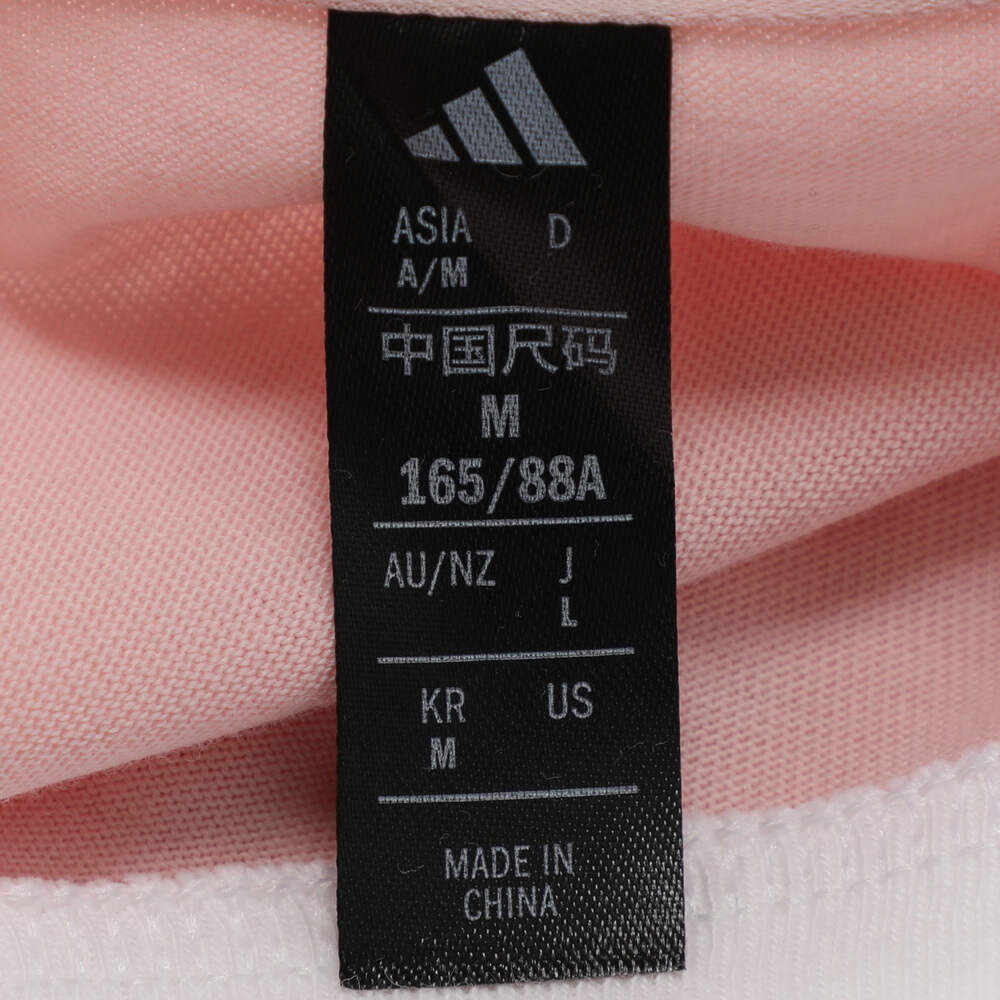 ASIA D
A/M
中国尺码
M
165/88A
AU/NZ J
L
KR US
M
MADE IN
CHINA